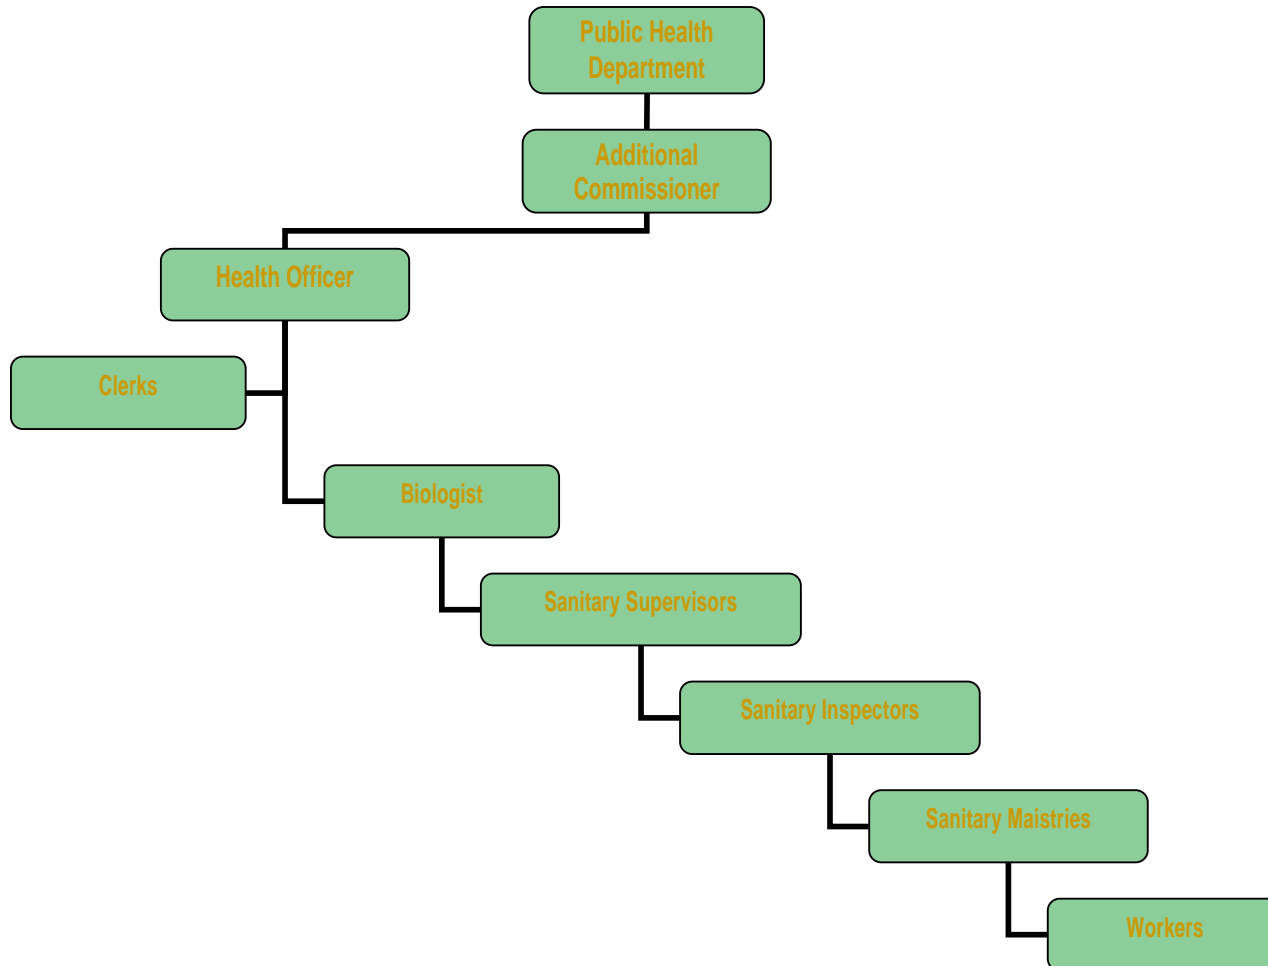 Public Health
Department
Additional
Commissioner
Health Officer
Clerks
Biologist
Sanitary Supervisors
Sanitary Inspectors
Sanitary Maistries
Workers